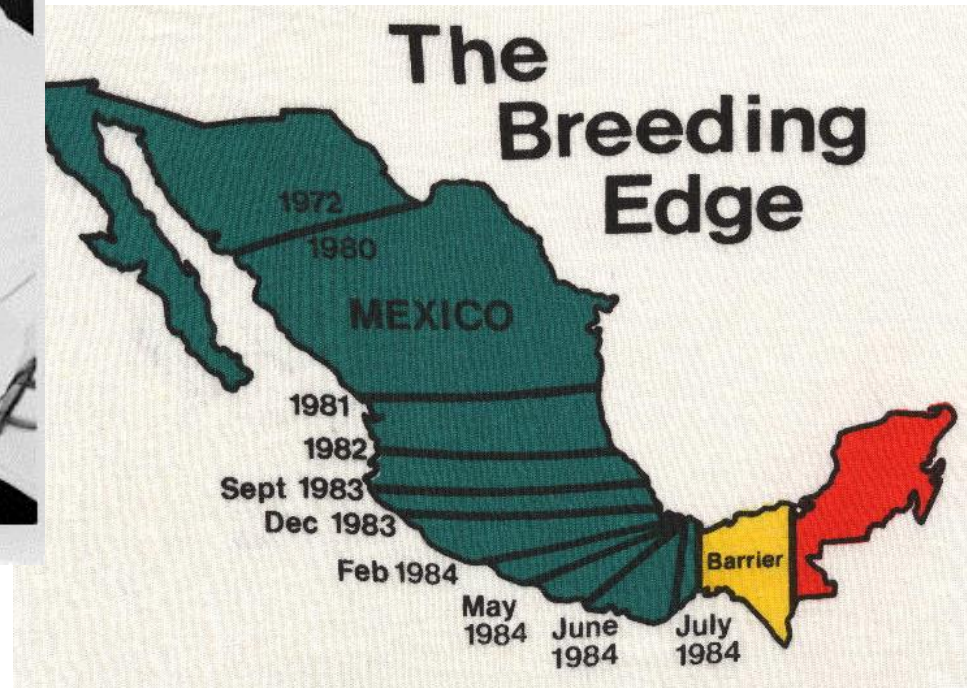 The
Breeding
Edge
1972
1980
MEXICO
1981
1982
Sept 1983
Dec 1983
Feb 1984
May
1984
June
1984
July
1984
Barrier